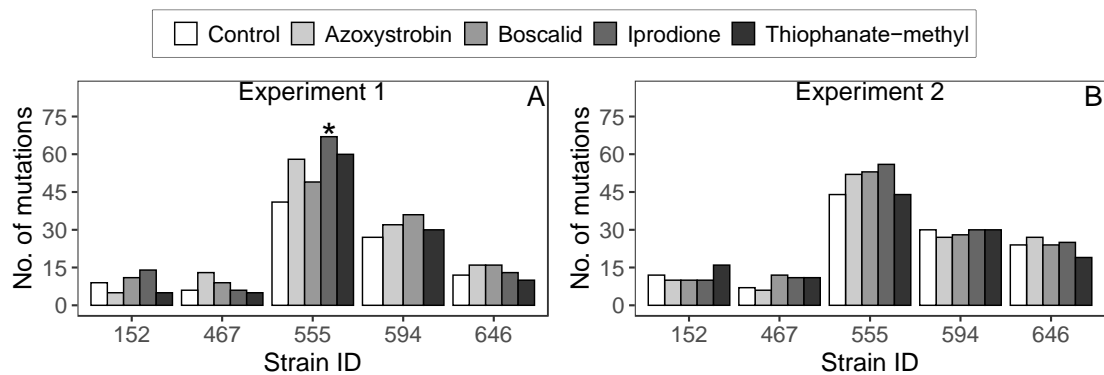 Control Azoxystrobin Boscalid Iprodione Thiophanate−methyl
Experiment 1 A
No. of mutations
75
60
45
30
15
0
*
152 467 555 594 646
Strain ID
Experiment 2 B
No. of mutations
75
60
45
30
15
0
152 467 555 594 646
Strain ID